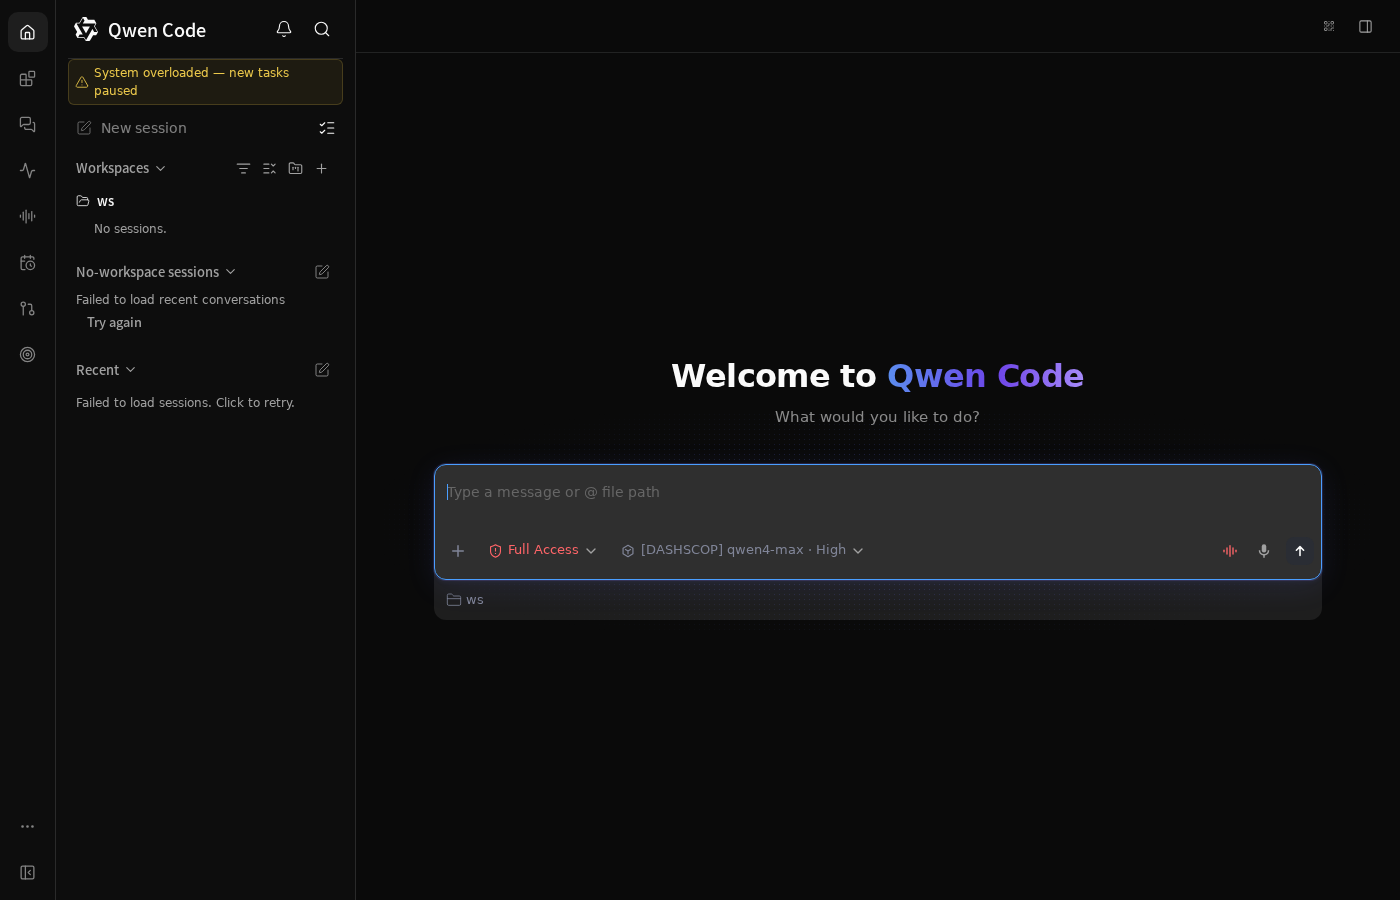 Qwen Code
System overloaded — new tasks
paused
New session
Workspaces
ws
No sessions.
No-workspace sessions
Failed to load recent conversations
Try again
Recent
Failed to load sessions. Click to retry.
Welcome to Qwen Code
What would you like to do?
Type a message or @ file path
Full Access
[DASHSCOP] qwen4-max · High
ws